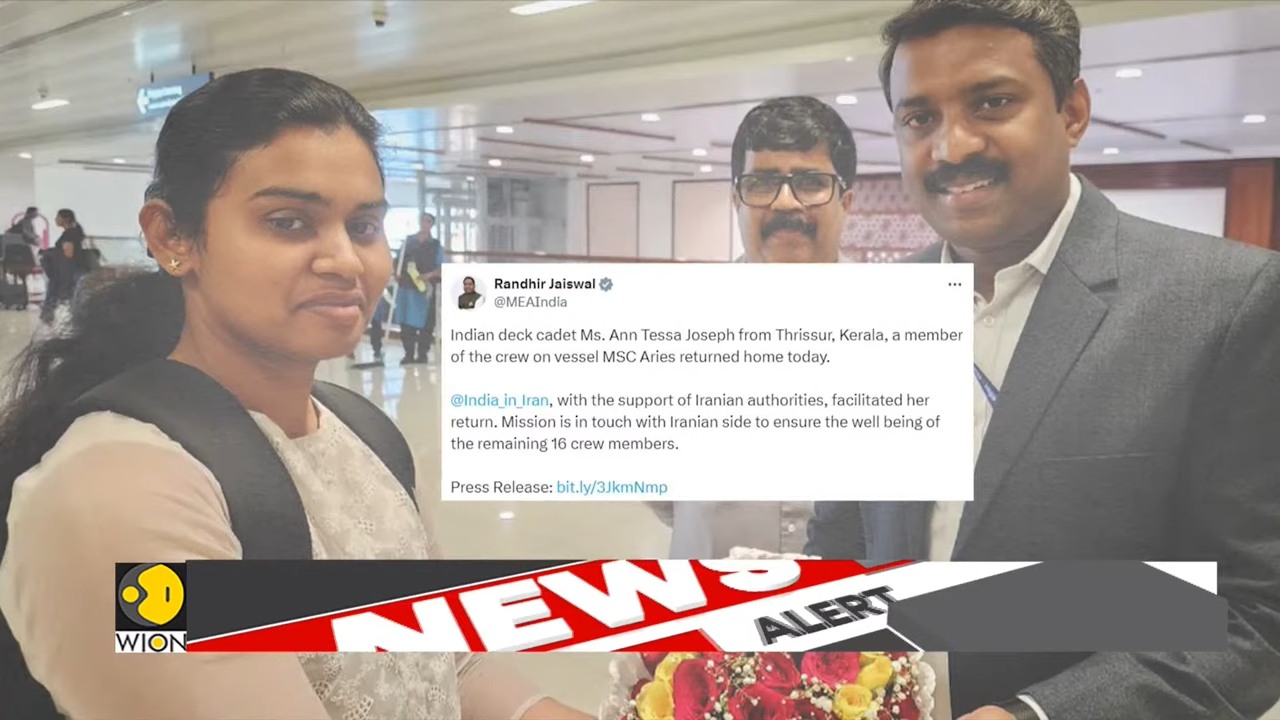 Randhir Jaiswal
@MEAIndia
Indian deck cadet Ms. Ann Tessa Joseph from Thrissur, Kerala, a member
of the crew on vessel MSC Aries returned home today.
@India_in_Iran, with the support of Iranian authorities, facilitated her
return. Mission is in touch with Iranian side to ensure the well being of
the remaining 16 crew members.
Press Release: bit.ly/3JkmNmp
NEWS
ALERT
WION